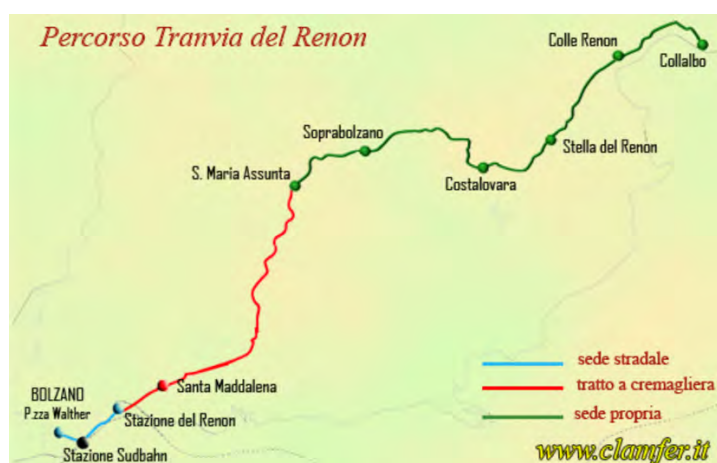 Percorso Tranvia del Renon
Colle Renon
Collalbo
Soprabolzano
Stella del Renon
S. Maria Assunta
Costalovara
sede stradale
Santa Maddalena
tratto a cremagliera
BOLZANO
P.zza Walther
Stazione del Renon
sede propria
Stazione Sudbahn
www.clamfer.it